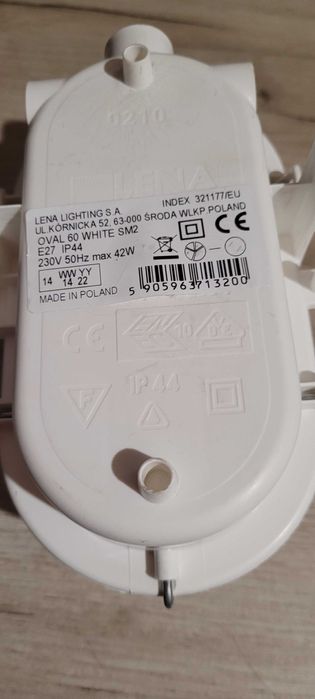 0210
LENA
LENA LIGHTING S.A. INDEX 321177/EU
UL.KÓRNICKA 52, 63-000 ŚRODA WLKP POLAND
OVAL 60 WHITE SM2
E27 IP44
230V 50Hz max 42W
CE
14 WW YY
14 22
MADE IN POLAND
5 905963 713200
CE
10
F
IP44